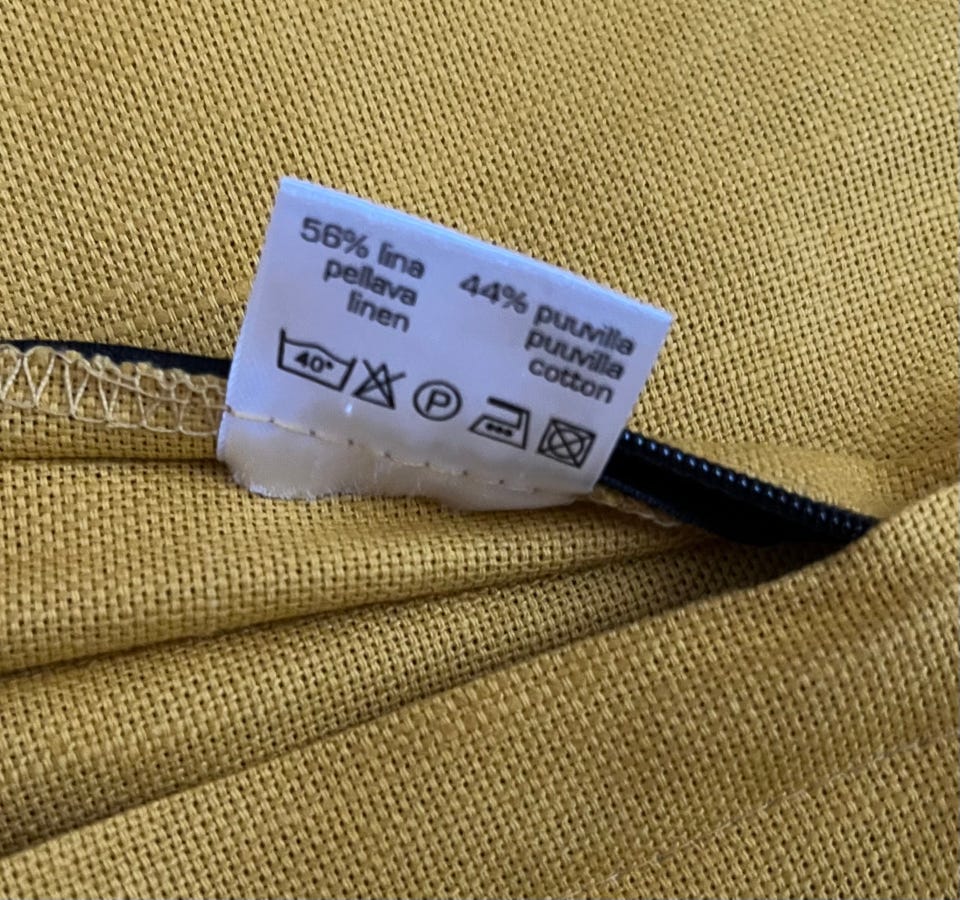 56% lina
pellava
linen
44% puuvilla
puuvilla
cotton
40°
P